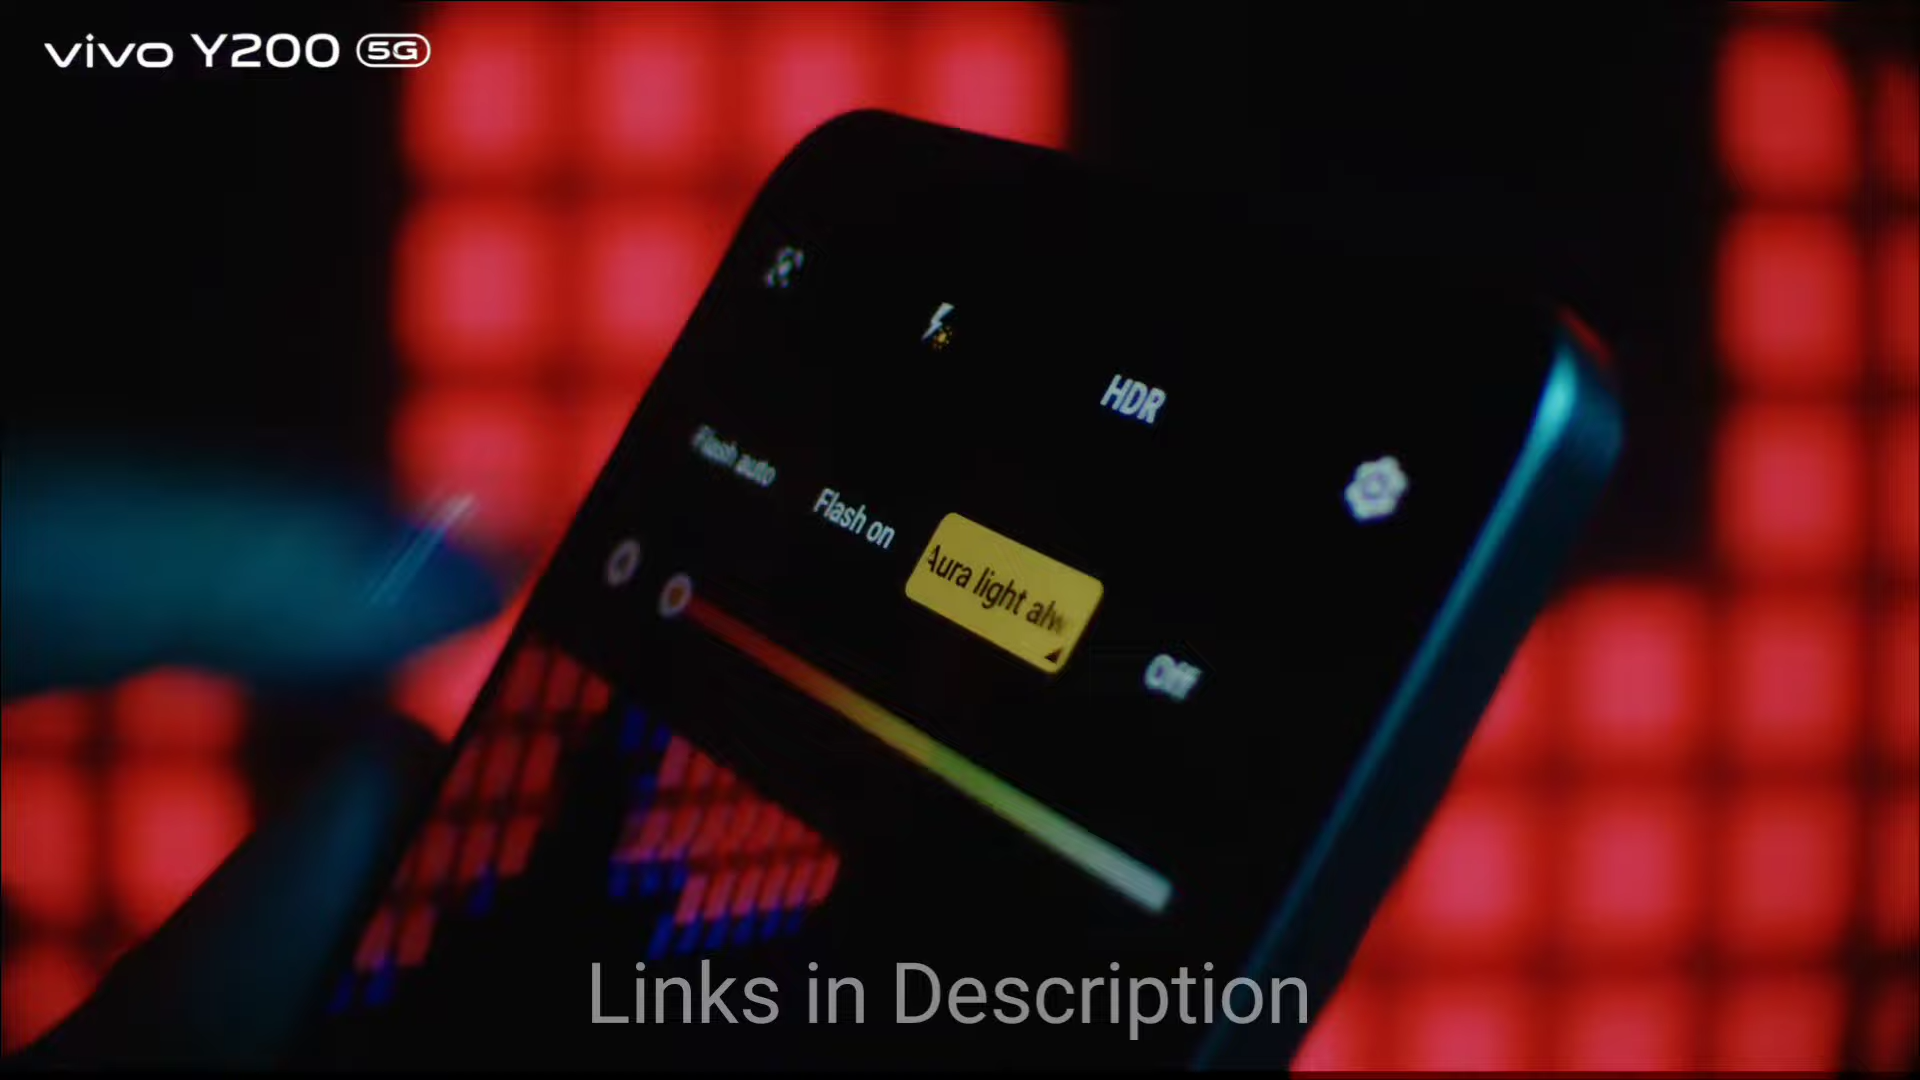 vivo Y200 5G
HDR
Flash auto
Flash on
Aura light alw
Off
Links in Description